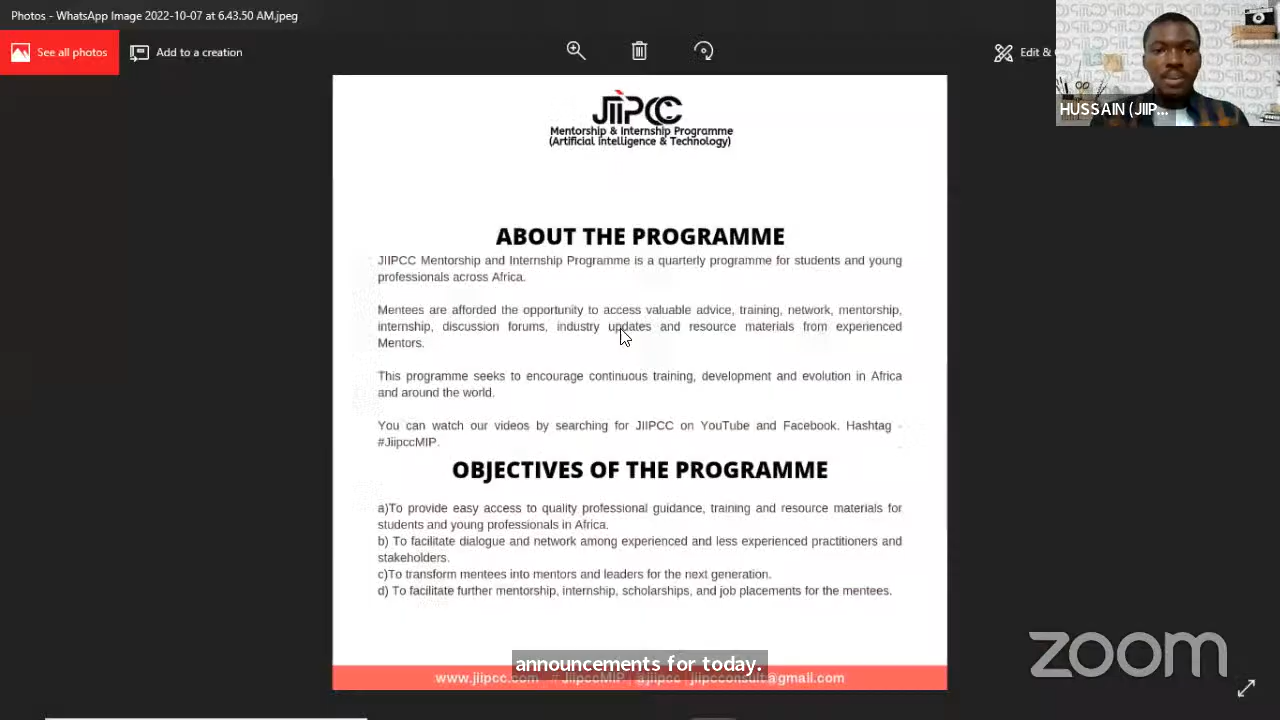 Photos - WhatsApp Image 2022-10-07 at 6.43.50 AM.jpeg
See all photos
Add to a creation
Edit &
HUSSAIN (JIIP...
JIIPCC
Mentorship & Internship Programme
(Artificial Intelligence & Technology)
ABOUT THE PROGRAMME
JIIPCC Mentorship and Internship Programme is a quarterly programme for students and young
professionals across Africa.
Mentees are afforded the opportunity to access valuable advice, training, network, mentorship,
internship, discussion forums, industry updates and resource materials from experienced
Mentors.
This programme seeks to encourage continuous training, development and evolution in Africa
and around the world.
You can watch our videos by searching for JIIPCC on YouTube and Facebook. Hashtag -
#JiipccMIP.
OBJECTIVES OF THE PROGRAMME
a)To provide easy access to quality professional guidance, training and resource materials for
students and young professionals in Africa.
b) To facilitate dialogue and network among experienced and less experienced practitioners and
stakeholders.
c)To transform mentees into mentors and leaders for the next generation.
d) To facilitate further mentorship, internship, scholarships, and job placements for the mentees.
announcements for today.
www.jiipcc.com # JiipccMIP | @jiipcc | jiipcconsult@gmail.com
zoom